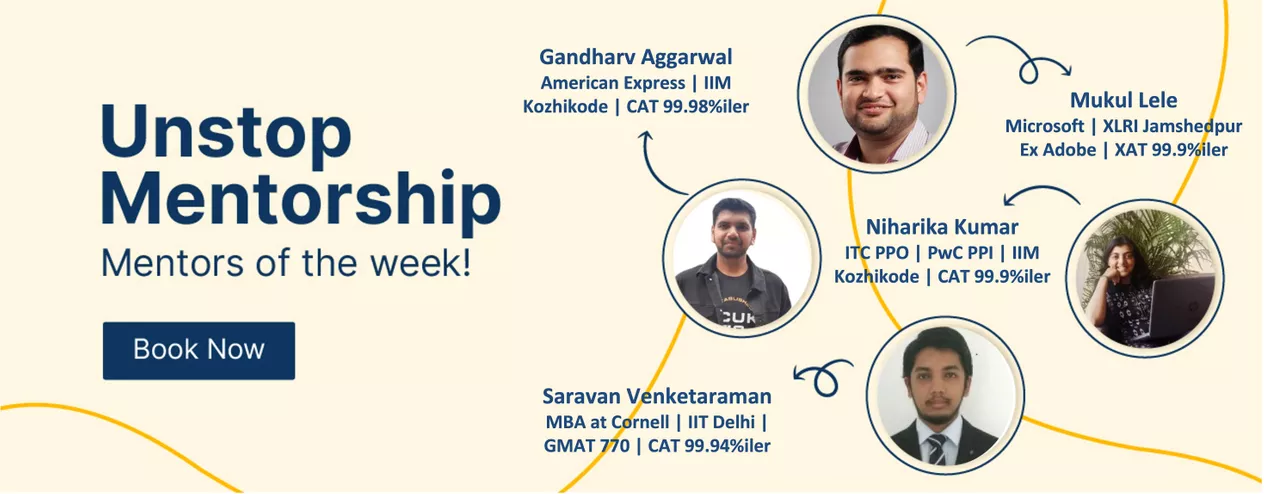 Unstop
Mentorship
Mentors of the week!
Book Now
Gandharv Aggarwal
American Express | IIM
Kozhikode | CAT 99.98%iler
Mukul Lele
Microsoft | XLRI Jamshedpur
Ex Adobe | XAT 99.9%iler
Niharika Kumar
ITC PPO | PwC PPI | IIM
Kozhikode | CAT 99.9%iler
Saravan Venketaraman
MBA at Cornell | IIT Delhi |
GMAT 770 | CAT 99.94%iler